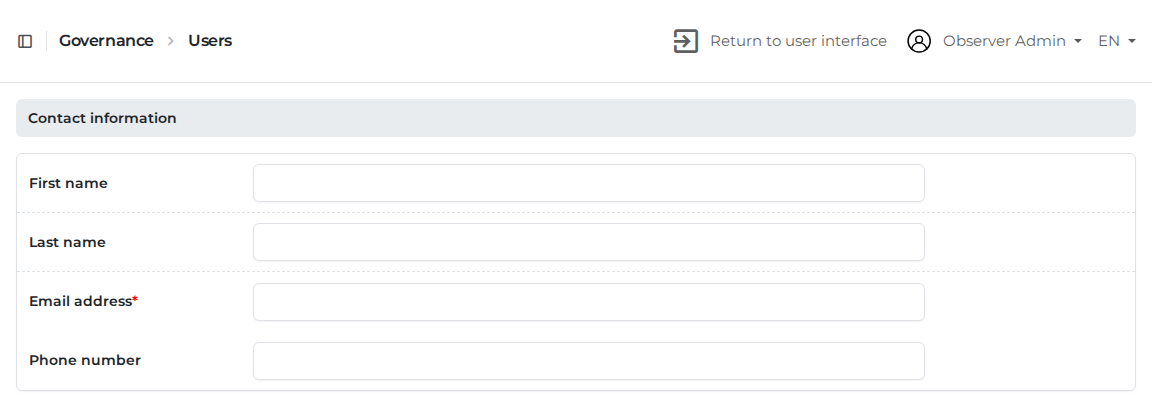 Governance > Users Return to user interface Observer Admin EN
Contact information
First name
Last name
Email address*
Phone number